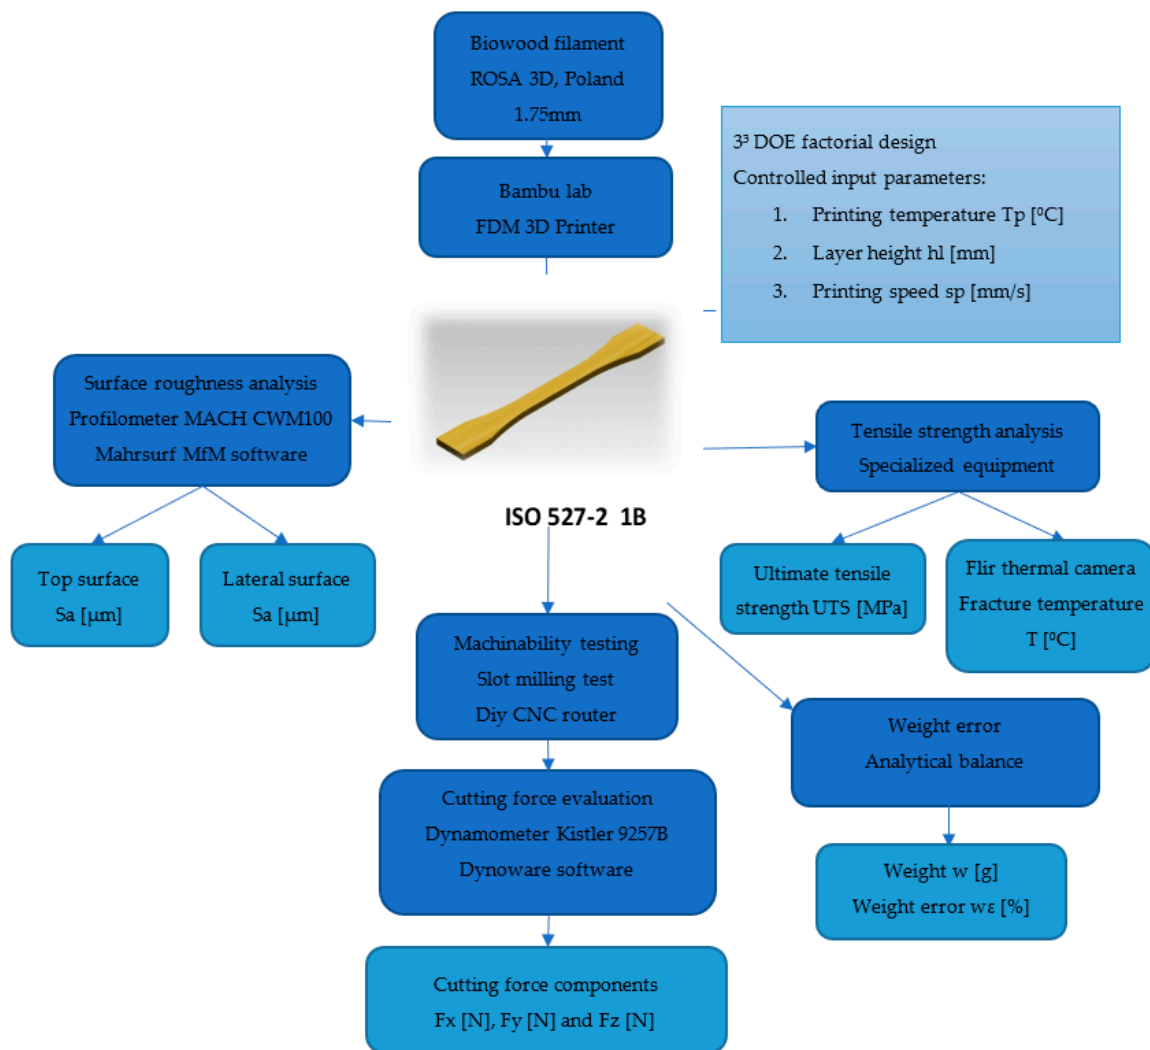 Biowood filament
ROSA 3D, Poland
1.75mm
Bambu lab
FDM 3D Printer
3³ DOE factorial design
Controlled input parameters:
1. Printing temperature Tp [⁰C]
2. Layer height hl [mm]
3. Printing speed sp [mm/s]
Surface roughness analysis
Profilometer MACH CWM100
Mahrsurf MfM software
Top surface
Sa [µm]
Lateral surface
Sa [µm]
ISO 527-2 1B
Tensile strength analysis
Specialized equipment
Ultimate tensile
strength UTS [MPa]
Flir thermal camera
Fracture temperature
T [⁰C]
Machinability testing
Slot milling test
Diy CNC router
Weight error
Analytical balance
Cutting force evaluation
Dynamometer Kistler 9257B
Dynoware software
Weight w [g]
Weight error wε [%]
Cutting force components
Fx [N], Fy [N] and Fz [N]